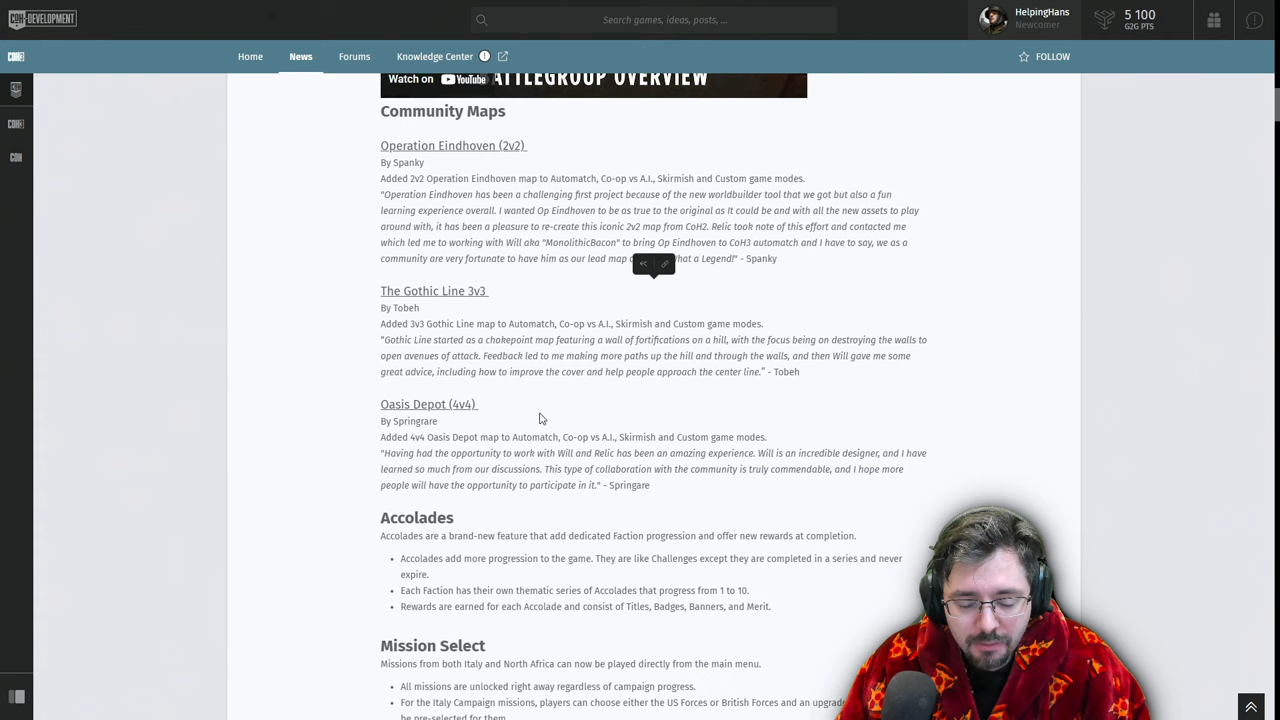 COH-DEVELOPMENT
Search games, ideas, posts, ...
HelpingHans
Newcomer
5 100
G2G PTS
Home
News
Forums
Knowledge Center
FOLLOW
Watch on YouTube
ATTLEGROUP OVERVIEW
Community Maps
Operation Eindhoven (2v2)
By Spanky
Added 2v2 Operation Eindhoven map to Automatch, Co-op vs A.I., Skirmish and Custom game modes.
"Operation Eindhoven has been a challenging first project because of the new worldbuilder tool that we got but also a fun
learning experience overall. I wanted Op Eindhoven to be as true to the original as It could be and with all the new assets to play
around with, it has been a pleasure to re-create this iconic 2v2 map from CoH2. Relic took note of this effort and contacted me
which led me to working with Will aka "MonolithicBacon" to bring Op Eindhoven to CoH3 automatch and I have to say, we as a
community are very fortunate to have him as our lead map what a Legend!" - Spanky
The Gothic Line 3v3
By Tobeh
Added 3v3 Gothic Line map to Automatch, Co-op vs A.I., Skirmish and Custom game modes.
"Gothic Line started as a chokepoint map featuring a wall of fortifications on a hill, with the focus being on destroying the walls to
open avenues of attack. Feedback led to me making more paths up the hill and through the walls, and then Will gave me some
great advice, including how to improve the cover and help people approach the center line." - Tobeh
Oasis Depot (4v4)
By Springrare
Added 4v4 Oasis Depot map to Automatch, Co-op vs A.I., Skirmish and Custom game modes.
"Having had the opportunity to work with Will and Relic has been an amazing experience. Will is an incredible designer, and I have
learned so much from our discussions. This type of collaboration with the community is truly commendable, and I hope more
people will have the opportunity to participate in it." - Springare
Accolades
Accolades are a brand-new feature that add dedicated Faction progression and offer new rewards at completion.
• Accolades add more progression to the game. They are like Challenges except they are completed in a series and never
expire.
• Each Faction has their own thematic series of Accolades that progress from 1 to 10.
• Rewards are earned for each Accolade and consist of Titles, Badges, Banners, and Merit.
Mission Select
Missions from both Italy and North Africa can now be played directly from the main menu.
• All missions are unlocked right away regardless of campaign progress.
• For the Italy Campaign missions, players can choose either the US Forces or British Forces and an upgrade
be pre-selected for them.